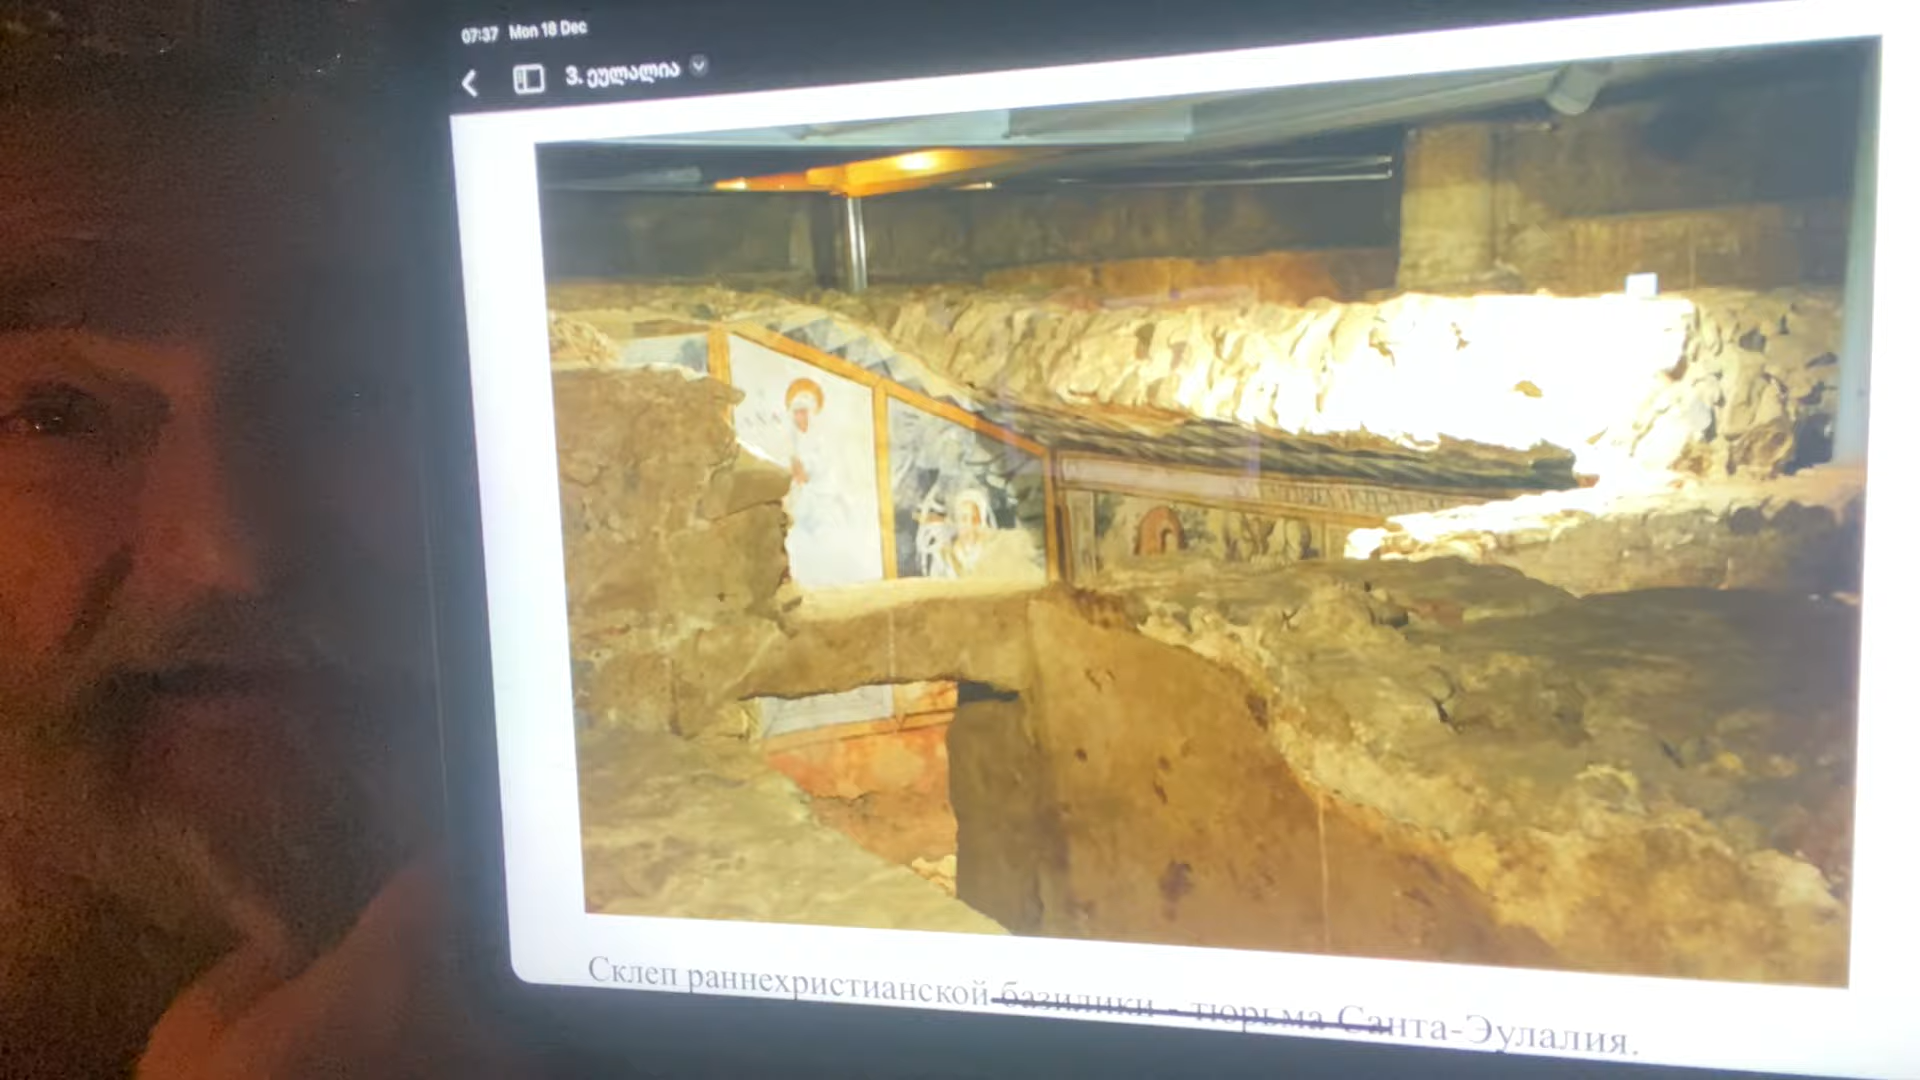 07:37 Mon 18 Dec
3. ეულალია
Склеп раннехристианской базилики - тюрьма Санта-Эулалия.